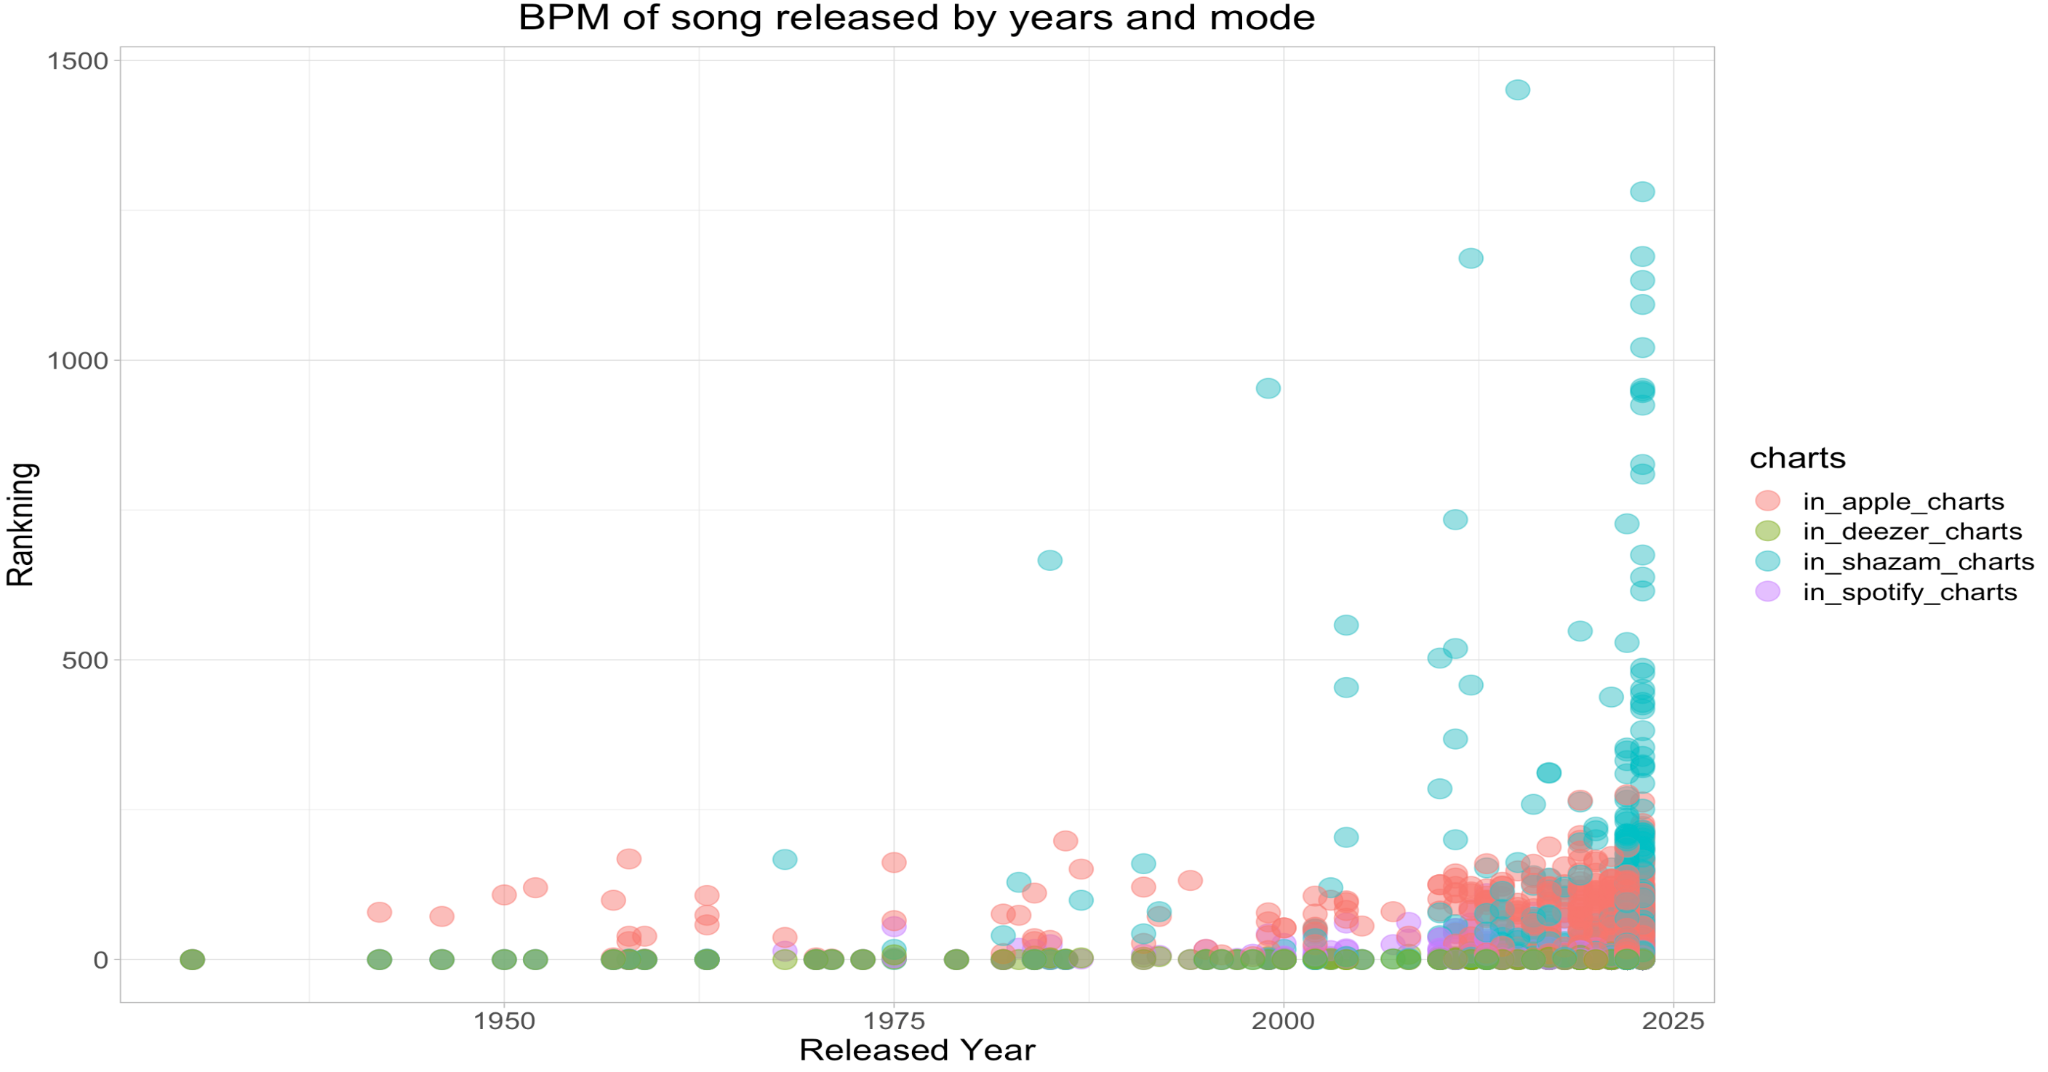 BPM of song released by years and mode
1500
1000
500
0
Rankning
1950
1975
2000
2025
Released Year
charts
in_apple_charts
in_deezer_charts
in_shazam_charts
in_spotify_charts